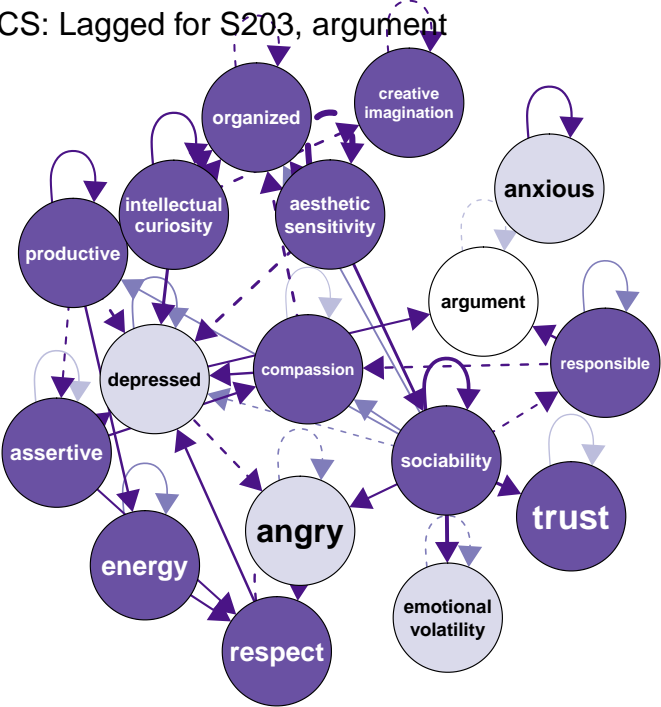 CS: Lagged for S203, argument
organized
creative
imagination
anxious
intellectual
curiosity
aesthetic
sensitivity
productive
argument
depressed
compassion
responsible
assertive
sociability
trust
angry
energy
emotional
volatility
respect